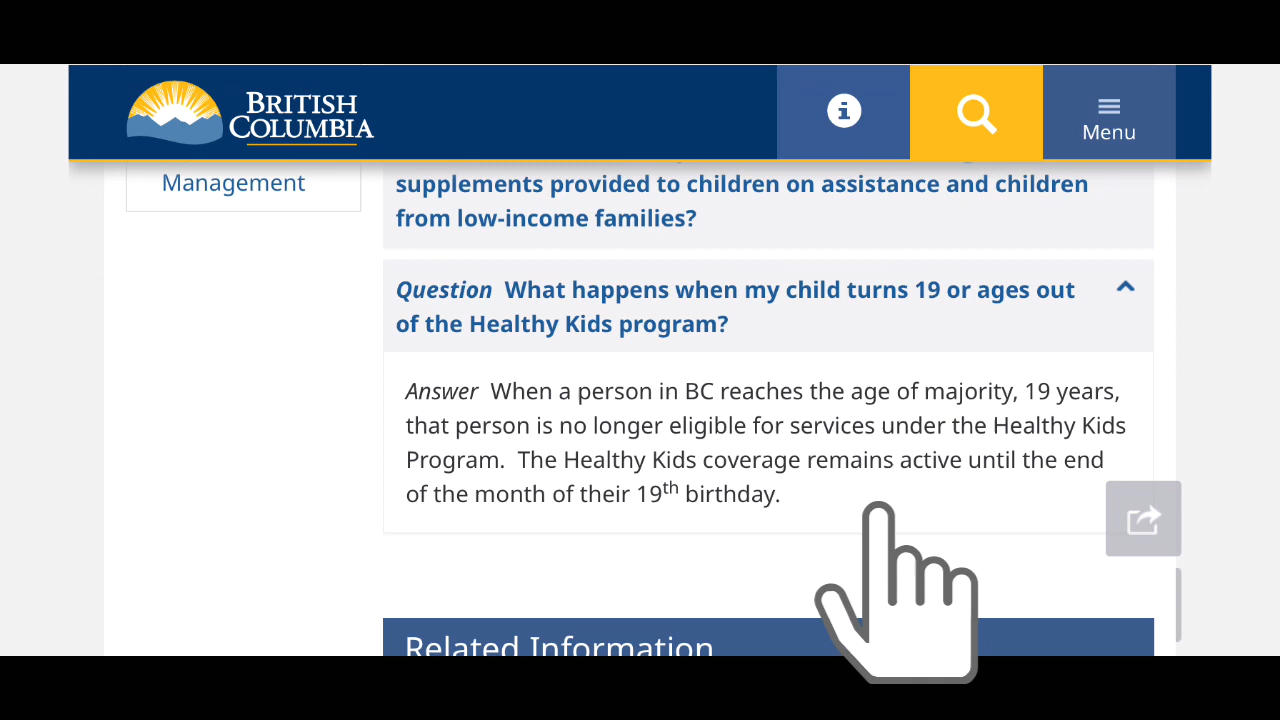 BRITISH
COLUMBIA
Menu
Management
supplements provided to children on assistance and children
from low-income families?
Question What happens when my child turns 19 or ages out
of the Healthy Kids program?
Answer When a person in BC reaches the age of majority, 19 years,
that person is no longer eligible for services under the Healthy Kids
Program. The Healthy Kids coverage remains active until the end
of the month of their 19th birthday.
Related Information